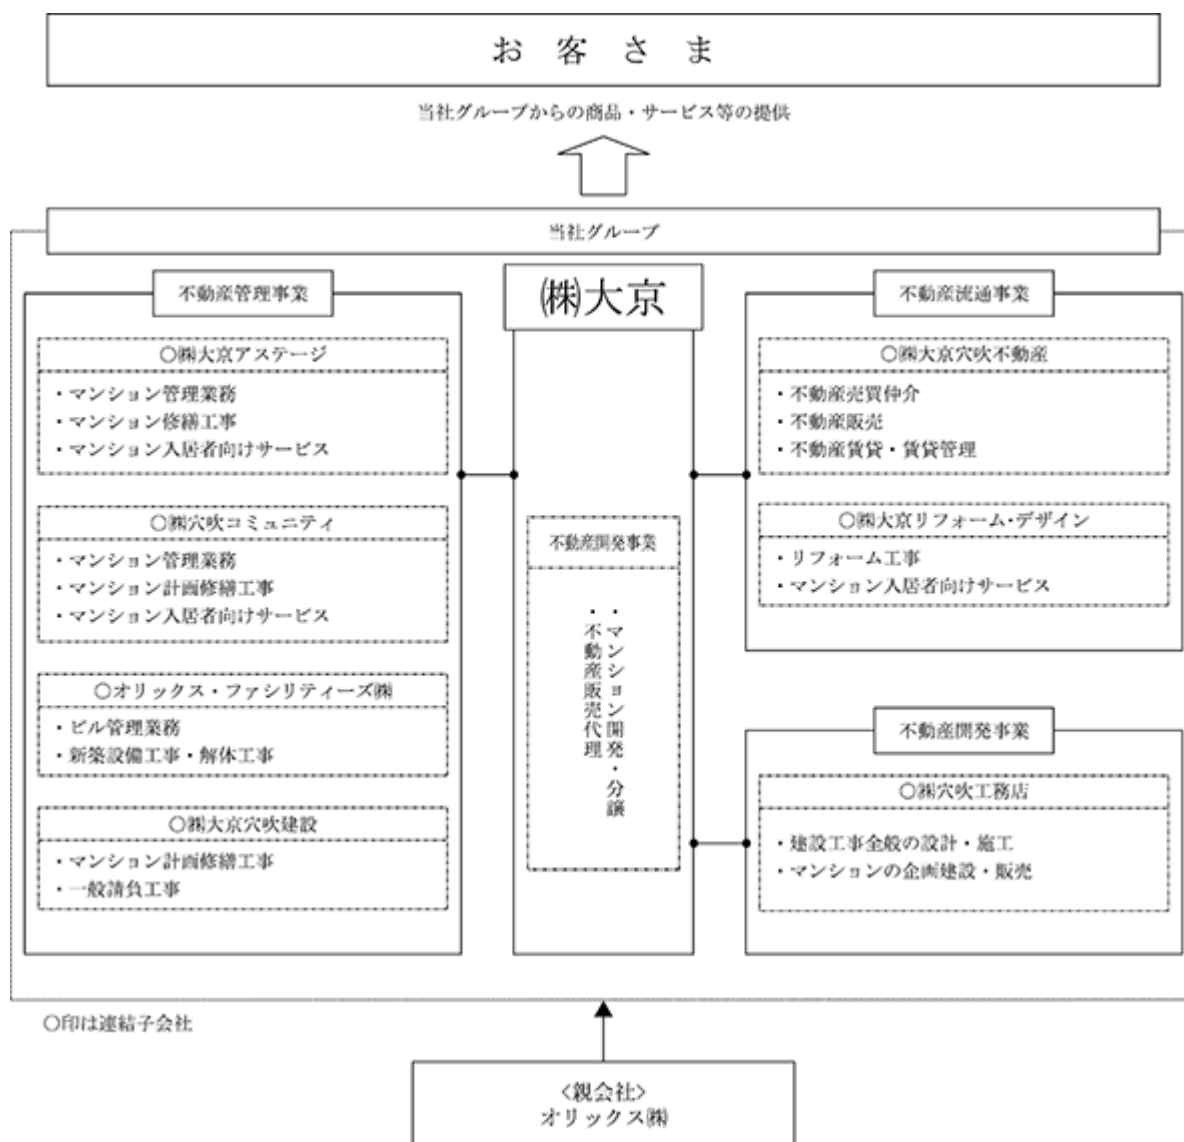 お客さま
当社グループからの商品・サービス等の提供
当社グループ
不動産管理事業
○㈱大京アステージ
・マンション管理業務
・マンション修繕工事
・マンション入居者向けサービス
○㈱穴吹コミュニティ
・マンション管理業務
・マンション計画修繕工事
・マンション入居者向けサービス
○オリックス・ファシリティーズ㈱
・ビル管理業務
・新築設備工事・解体工事
○㈱大京穴吹建設
・マンション計画修繕工事
・一般請負工事
㈱大京
不動産開発事業
・マンション開発・分譲
・不動産販売代理
不動産流通事業
○㈱大京穴吹不動産
・不動産売買仲介
・不動産販売
・不動産賃貸・賃貸管理
○㈱大京リフォーム・デザイン
・リフォーム工事
・マンション入居者向けサービス
不動産開発事業
○㈱穴吹工務店
・建設工事全般の設計・施工
・マンションの企画建設・販売
○印は連結子会社
<親会社>
オリックス㈱